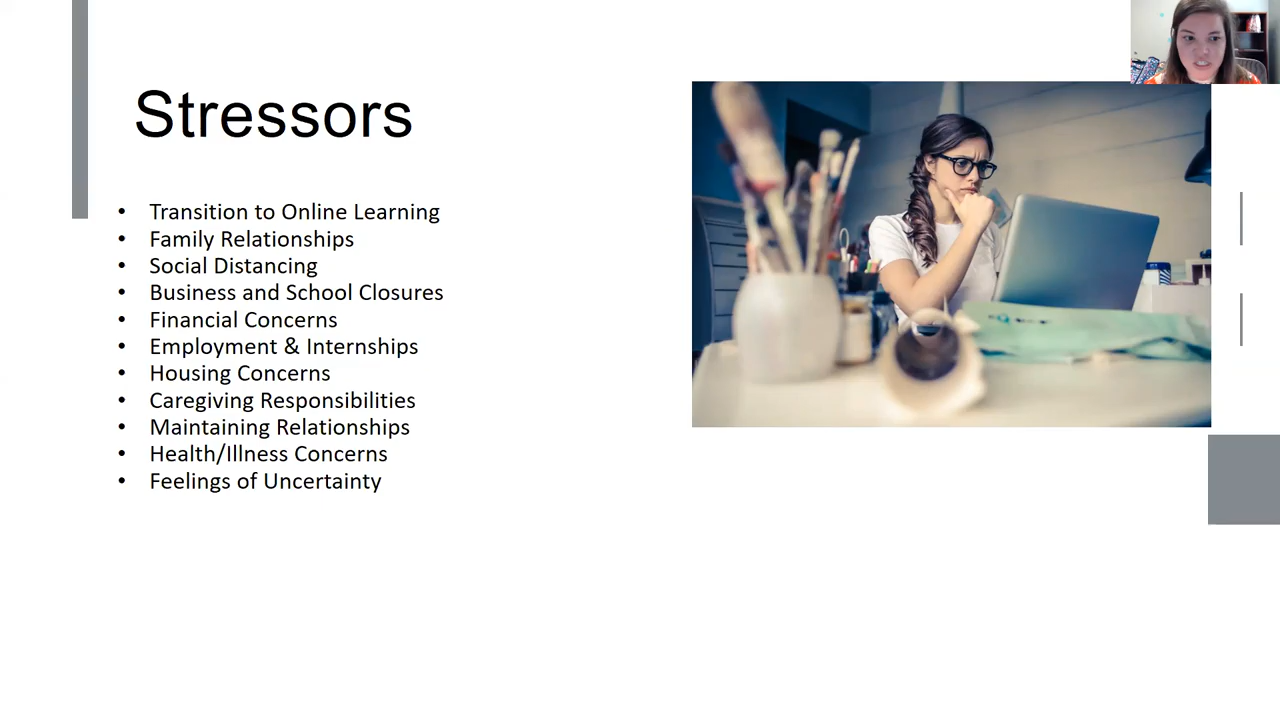 Stressors
• Transition to Online Learning
• Family Relationships
• Social Distancing
• Business and School Closures
• Financial Concerns
• Employment & Internships
• Housing Concerns
• Caregiving Responsibilities
• Maintaining Relationships
• Health/Illness Concerns
• Feelings of Uncertainty